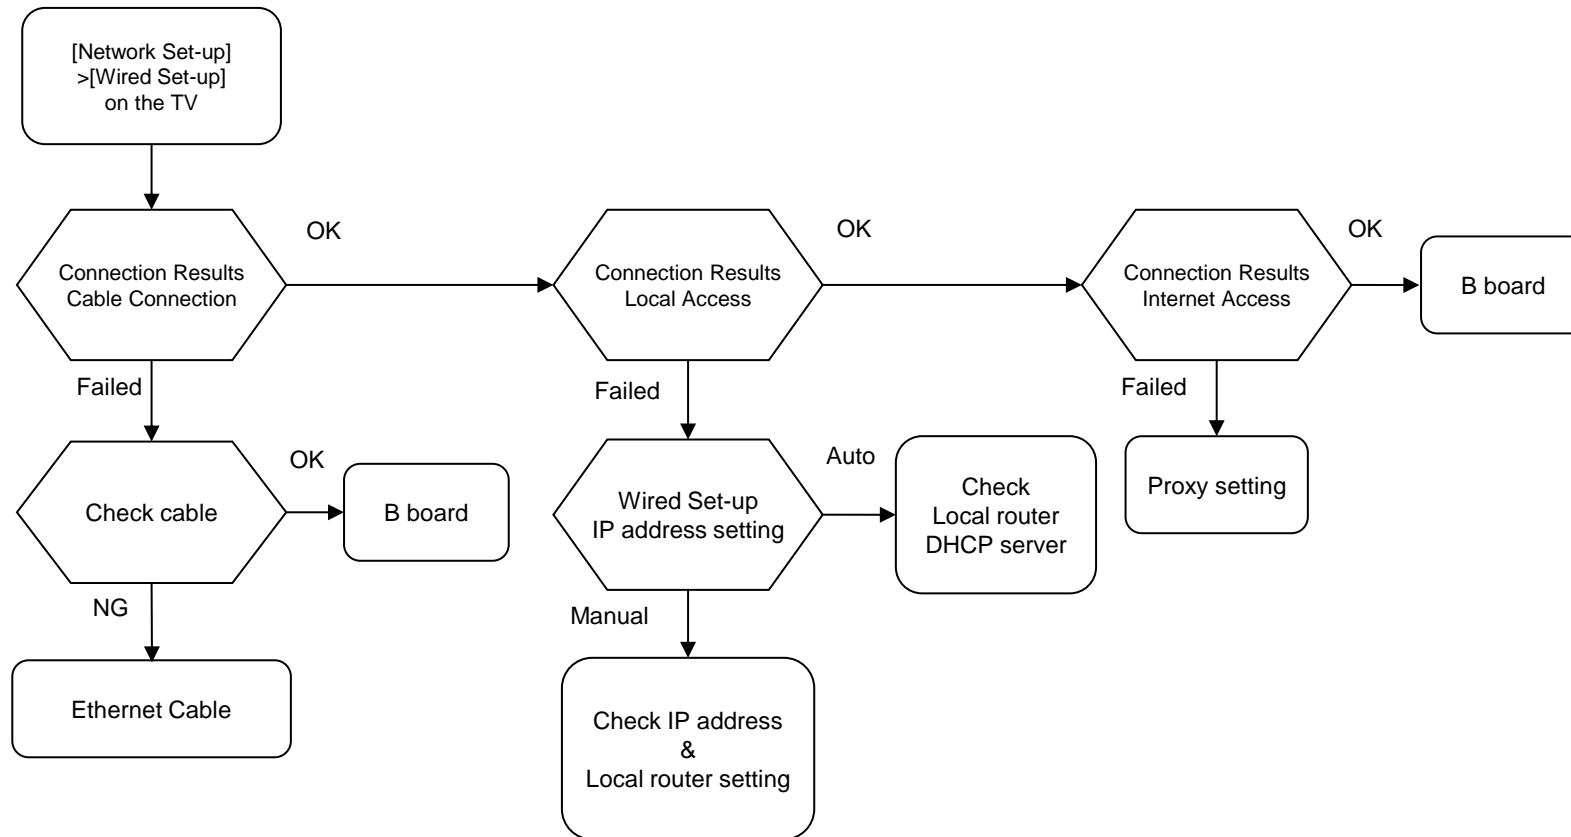 [Network Set-up]
>[Wired Set-up]
on the TV
OK
OK
OK
Connection Results
Cable Connection
Connection Results
Local Access
Connection Results
Internet Access
B board
Failed
Failed
Failed
Check cable
OK
B board
Wired Set-up
IP address setting
Auto
Check
Local router
DHCP server
Proxy setting
NG
Manual
Ethernet Cable
Check IP address
&
Local router setting